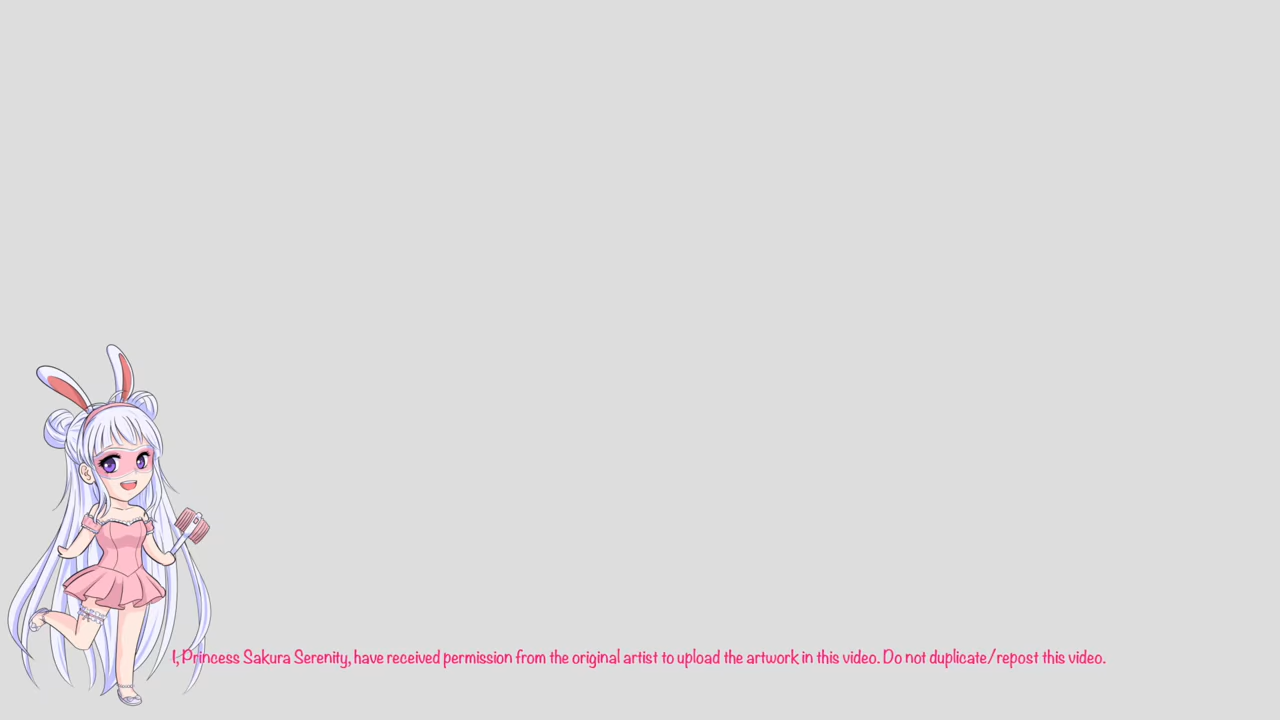 I, Princess Sakura Serenity, have received permission from the original artist to upload the artwork in this video. Do not duplicate/repost this video.